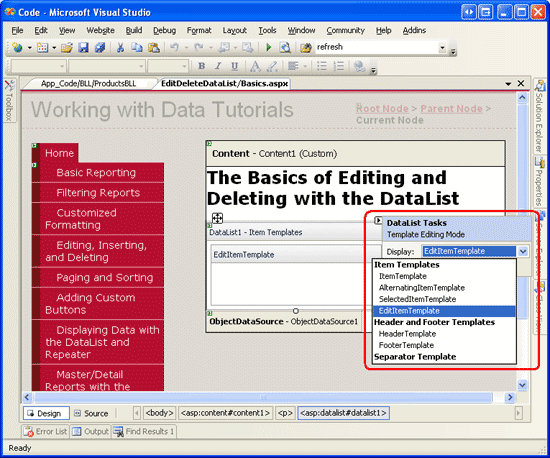 Code - Microsoft Visual Studio
File Edit View Website Build Debug Format Layout Tools Window Community Help Addins
refresh
B I U A
App_Code/BLL/ProductsBLL EditDeleteDataList/Basics.aspx
Toolbox
Working with Data Tutorials
Root Node > Parent Node >
Current Node
Home
Basic Reporting
Filtering Reports
Customized
Formatting
Editing, Inserting,
and Deleting
Paging and Sorting
Adding Custom
Buttons
Displaying Data with
the DataList and
Repeater
Master/Detail
Reports with the
Content - Content1 (Custom)
The Basics of Editing and
Deleting with the DataList
DataList1 - Item Templates
EditItemTemplate
ObjectDataSource - ObjectDataSource1
DataList Tasks
Template Editing Mode
Display: EditItemTemplate
Item Templates
ItemTemplate
AlternatingItemTemplate
SelectedItemTemplate
EditItemTemplate
Header and Footer Templates
HeaderTemplate
FooterTemplate
Separator Template
Solution Explorer
Properties
Server Explorer
Class View
Design Source <body> <asp:content#content1> <p> <asp:datalist#datalist1>
Error List Output Find Results 1
Ready